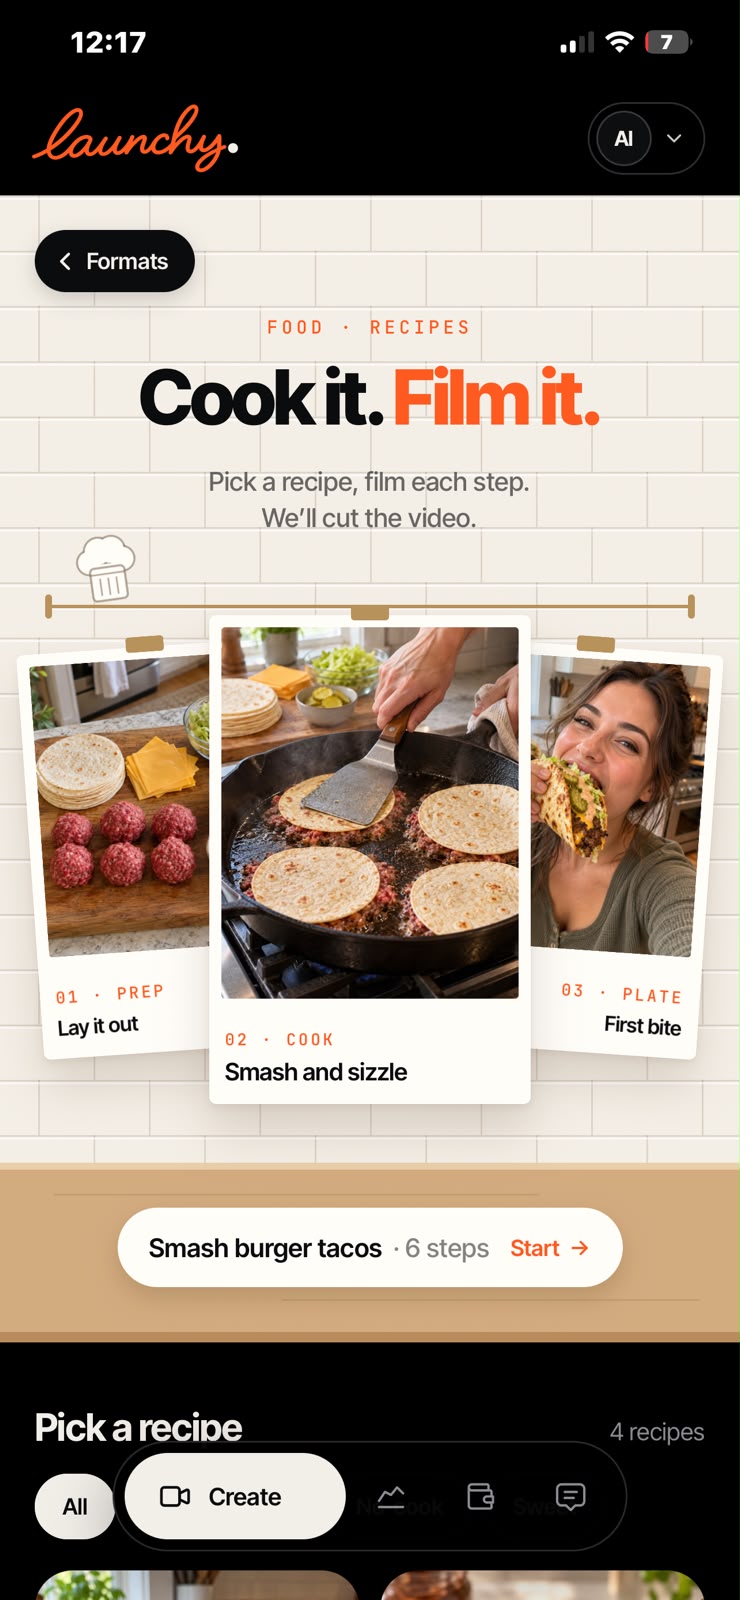 12:17
7
launchy.
AI
Formats
FOOD · RECIPES
Cook it. Film it.
Pick a recipe, film each step.
We’ll cut the video.
01 · PREP
Lay it out
02 · COOK
Smash and sizzle
03 · PLATE
First bite
Smash burger tacos · 6 steps Start →
Pick a recipe
4 recipes
All
Create
No-cook